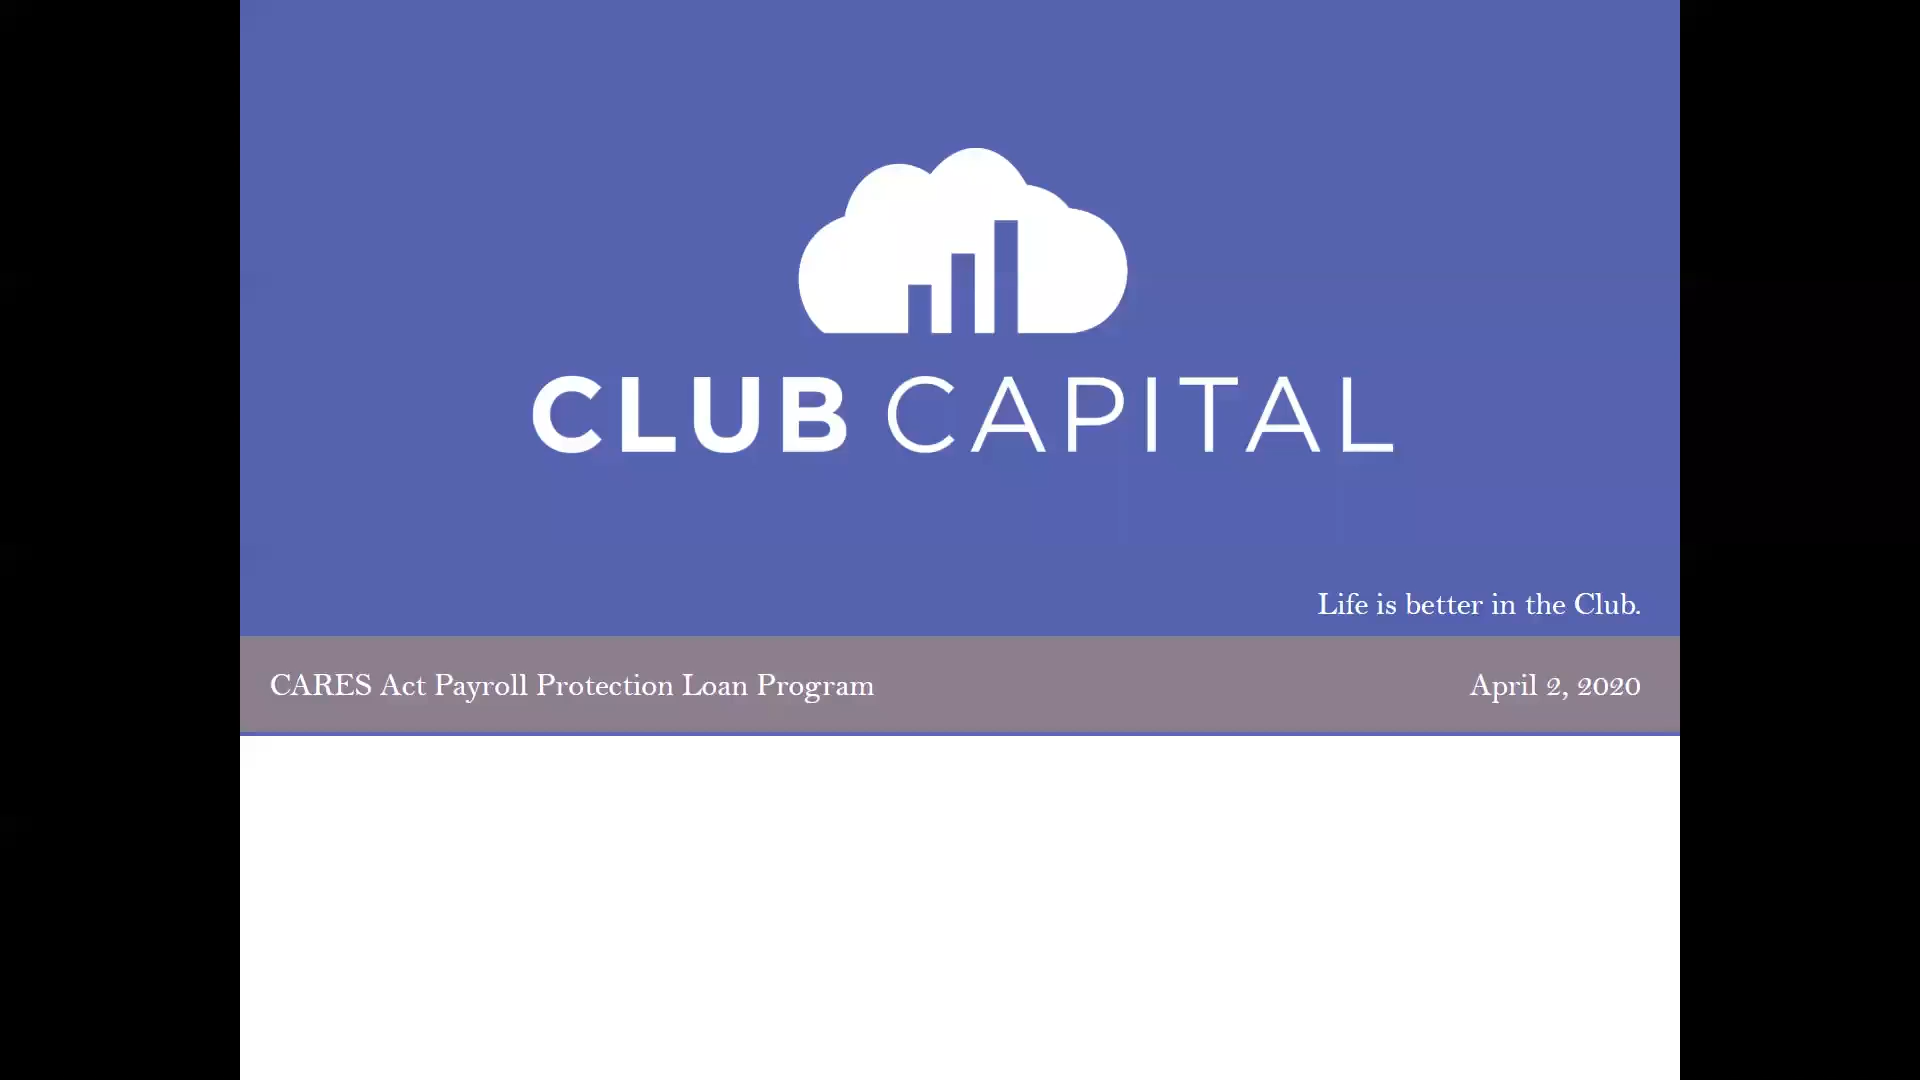 CLUB CAPITAL
Life is better in the Club.
CARES Act Payroll Protection Loan Program
April 2, 2020